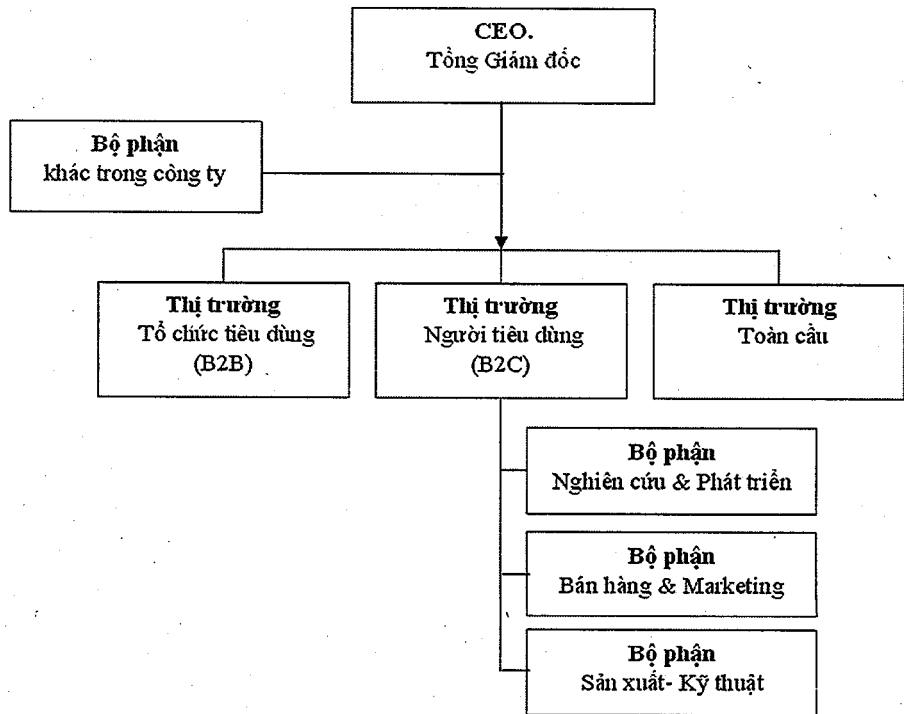 CEO.
Tổng Giám đốc
Bộ phận
khác trong công ty
Thị trường
Tổ chức tiêu dùng
(B2B)
Thị trường
Người tiêu dùng
(B2C)
Thị trường
Toàn cầu
Bộ phận
Nghiên cứu & Phát triển
Bộ phận
Bán hàng & Marketing
Bộ phận
Sản xuất- Kỹ thuật